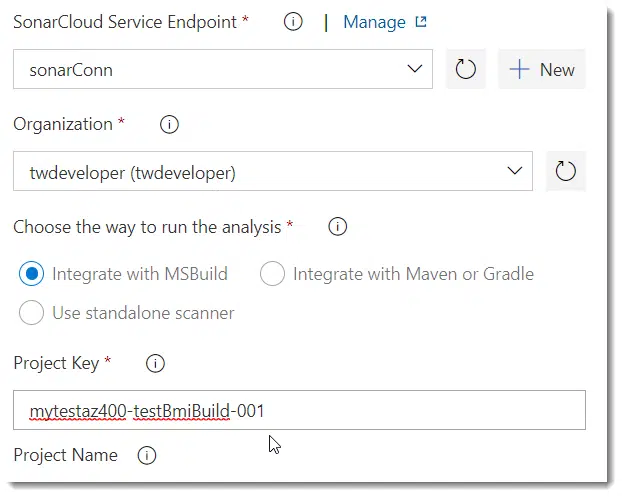 SonarCloud Service Endpoint * | Manage
sonarConn
New
Organization *
twdeveloper (twdeveloper)
Choose the way to run the analysis *
Integrate with MSBuild Integrate with Maven or Gradle
Use standalone scanner
Project Key *
mytestaz400-testBmiBuild-001
Project Name